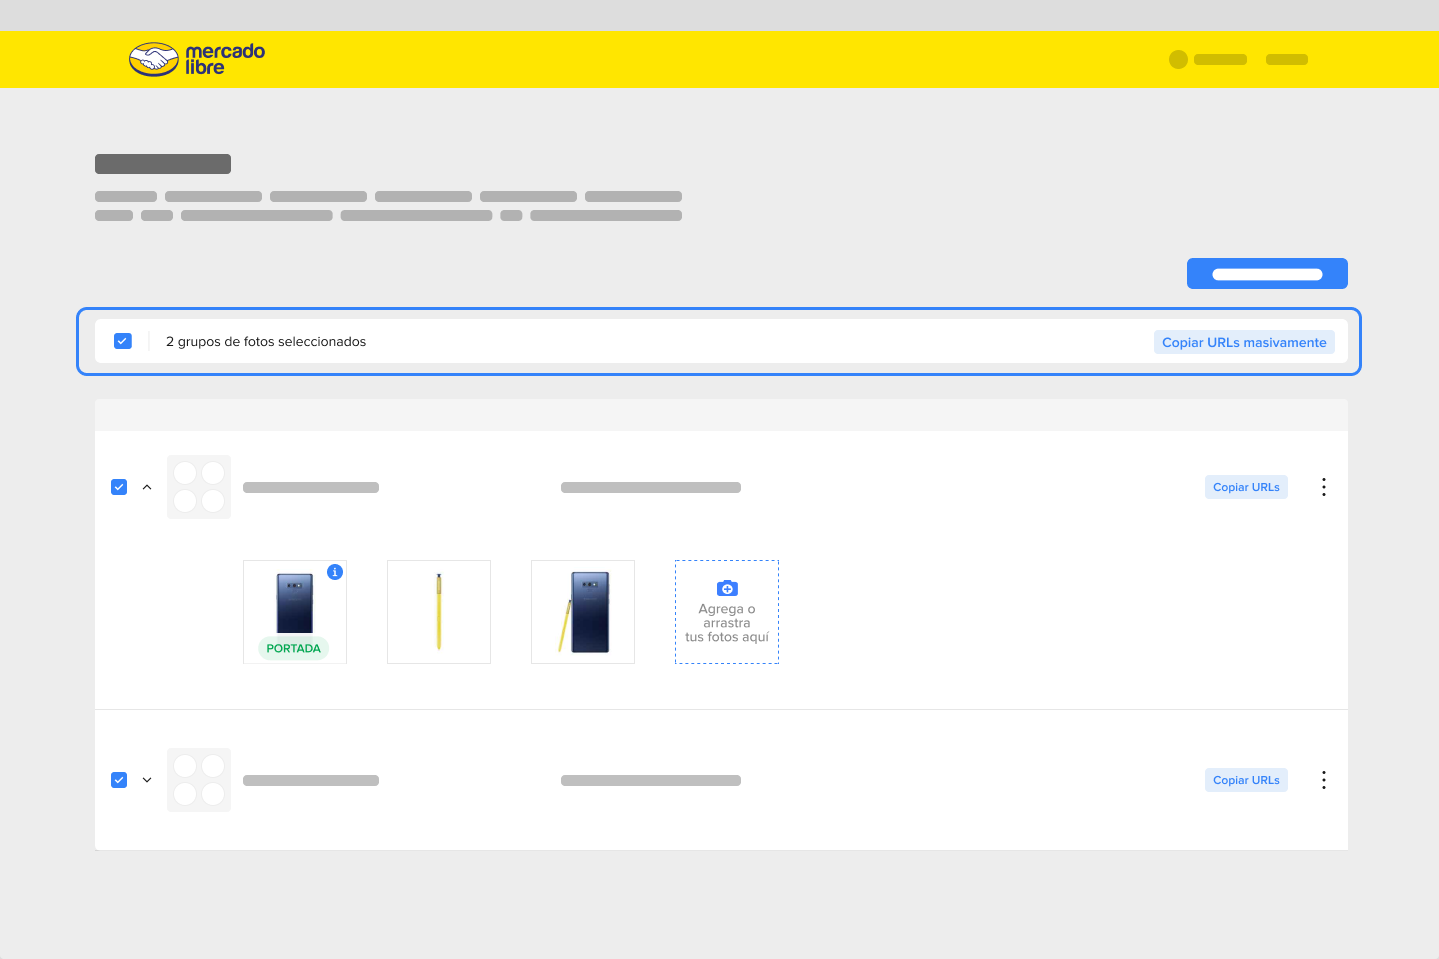 mercado
libre
2 grupos de fotos seleccionados
Copiar URLs masivamente
Copiar URLs
PORTADA
Agrega o
arrastra
tus fotos aquí
Copiar URLs